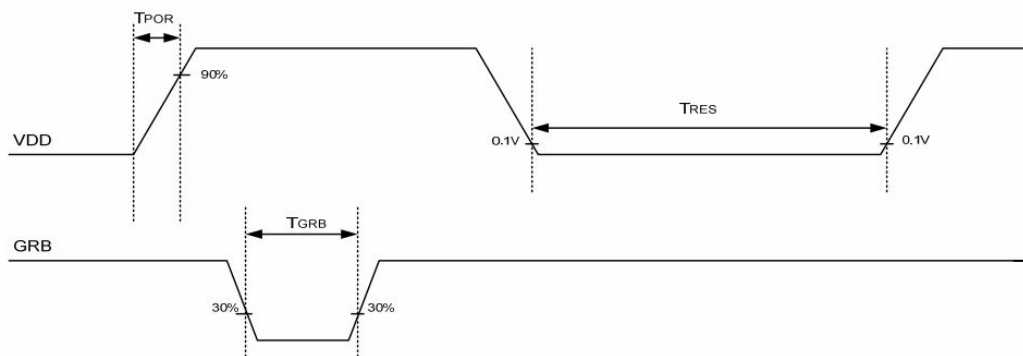 TPOR
90%
VDD
0.1V
TRES
0.1V
TGRB
GRB
30%
30%